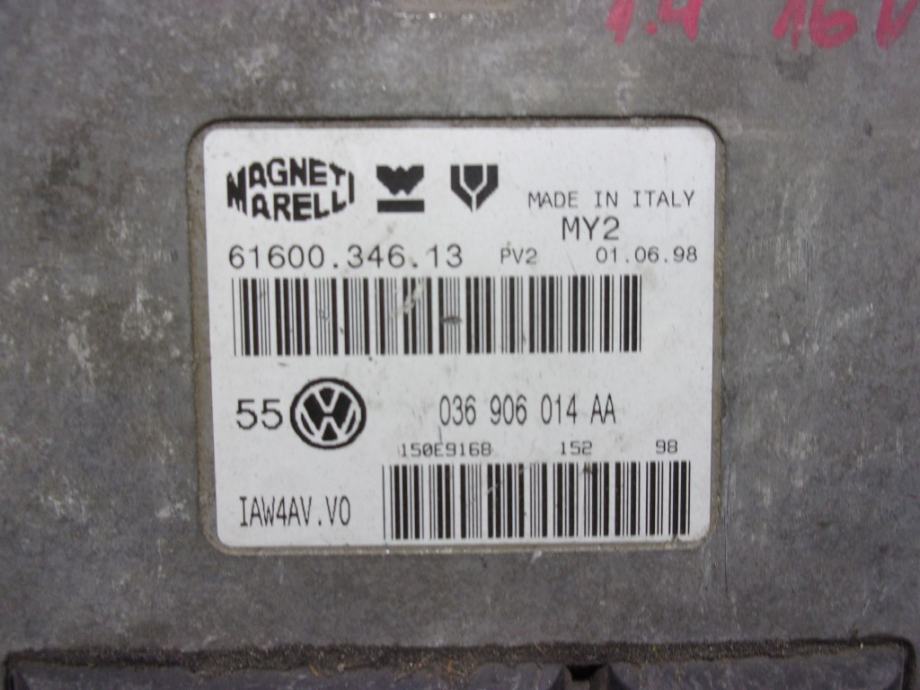 1.4 16V
MAGNETI
MARELLI
MADE IN ITALY
MY2
61600.346.13 PV2 01.06.98
55 VW 036 906 014 AA
150E9168 152 98
IAW4AV.V0